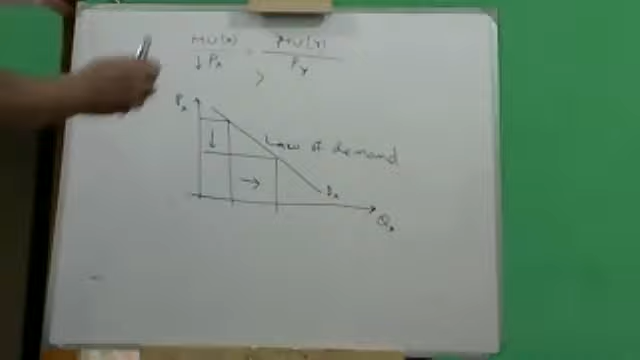 MU(x) = MU(y)
↓ Px > Py
Px
Law of demand
Dx
Qx